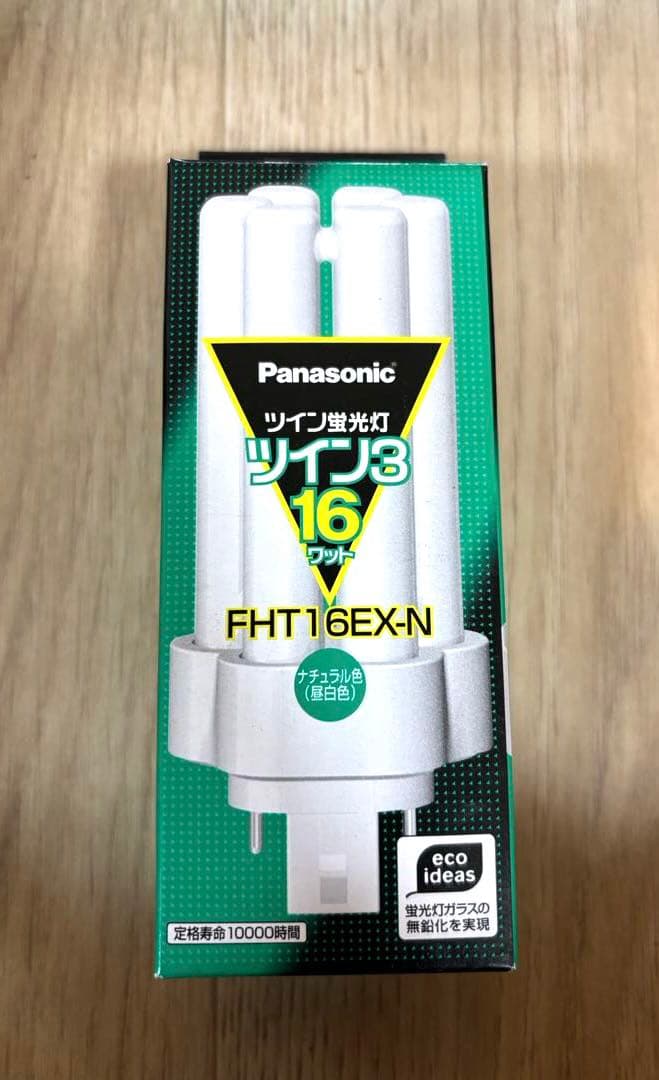 Panasonic
ツイン蛍光灯
ツイン3
16
ワット
FHT16EX-N
ナチュラル色
(昼白色)
eco
ideas
蛍光灯ガラスの
無鉛化を実現
定格寿命10000時間